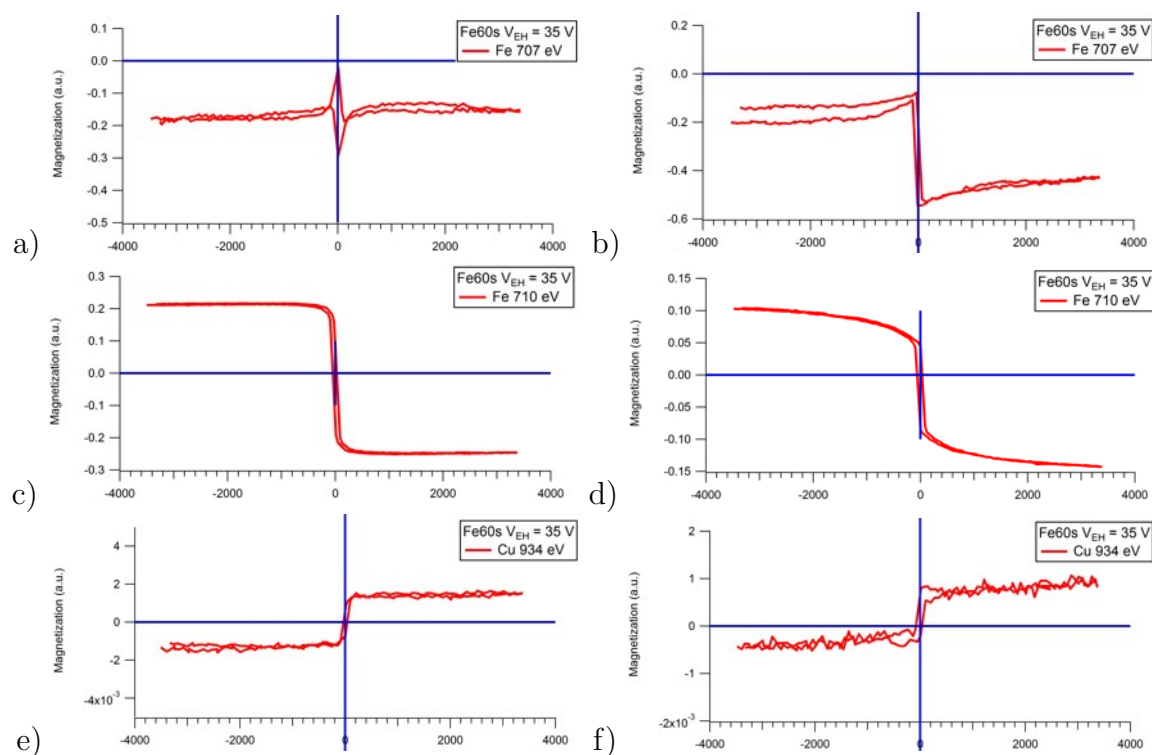 0.1
0.0
-0.1
-0.2
-0.3
-0.4
-0.5
Magnetization (a.u.)
Fe60s V_EH = 35 V
Fe 707 eV
-4000 -2000 0 2000 4000
a)
0.2
0.0
-0.2
-0.4
-0.6
Magnetization (a.u.)
Fe60s V_EH = 35 V
Fe 707 eV
-4000 -2000 0 2000 4000
b)
0.3
0.2
0.1
0.0
-0.1
-0.2
-0.3
Magnetization (a.u.)
Fe60s V_EH = 35 V
Fe 710 eV
-4000 -2000 0 2000 4000
c)
0.15
0.10
0.05
0.00
-0.05
-0.10
-0.15
Magnetization (a.u.)
Fe60s V_EH = 35 V
Fe 710 eV
-4000 -2000 0 2000 4000
d)
4
2
0
-2
-4x10⁻³
Magnetization (a.u.)
Fe60s V_EH = 35 V
Cu 934 eV
-4000 -2000 0 2000 4000
e)
2
1
0
-1
-2x10⁻³
Magnetization (a.u.)
Fe60s V_EH = 35 V
Cu 934 eV
-4000 -2000 0 2000 4000
f)